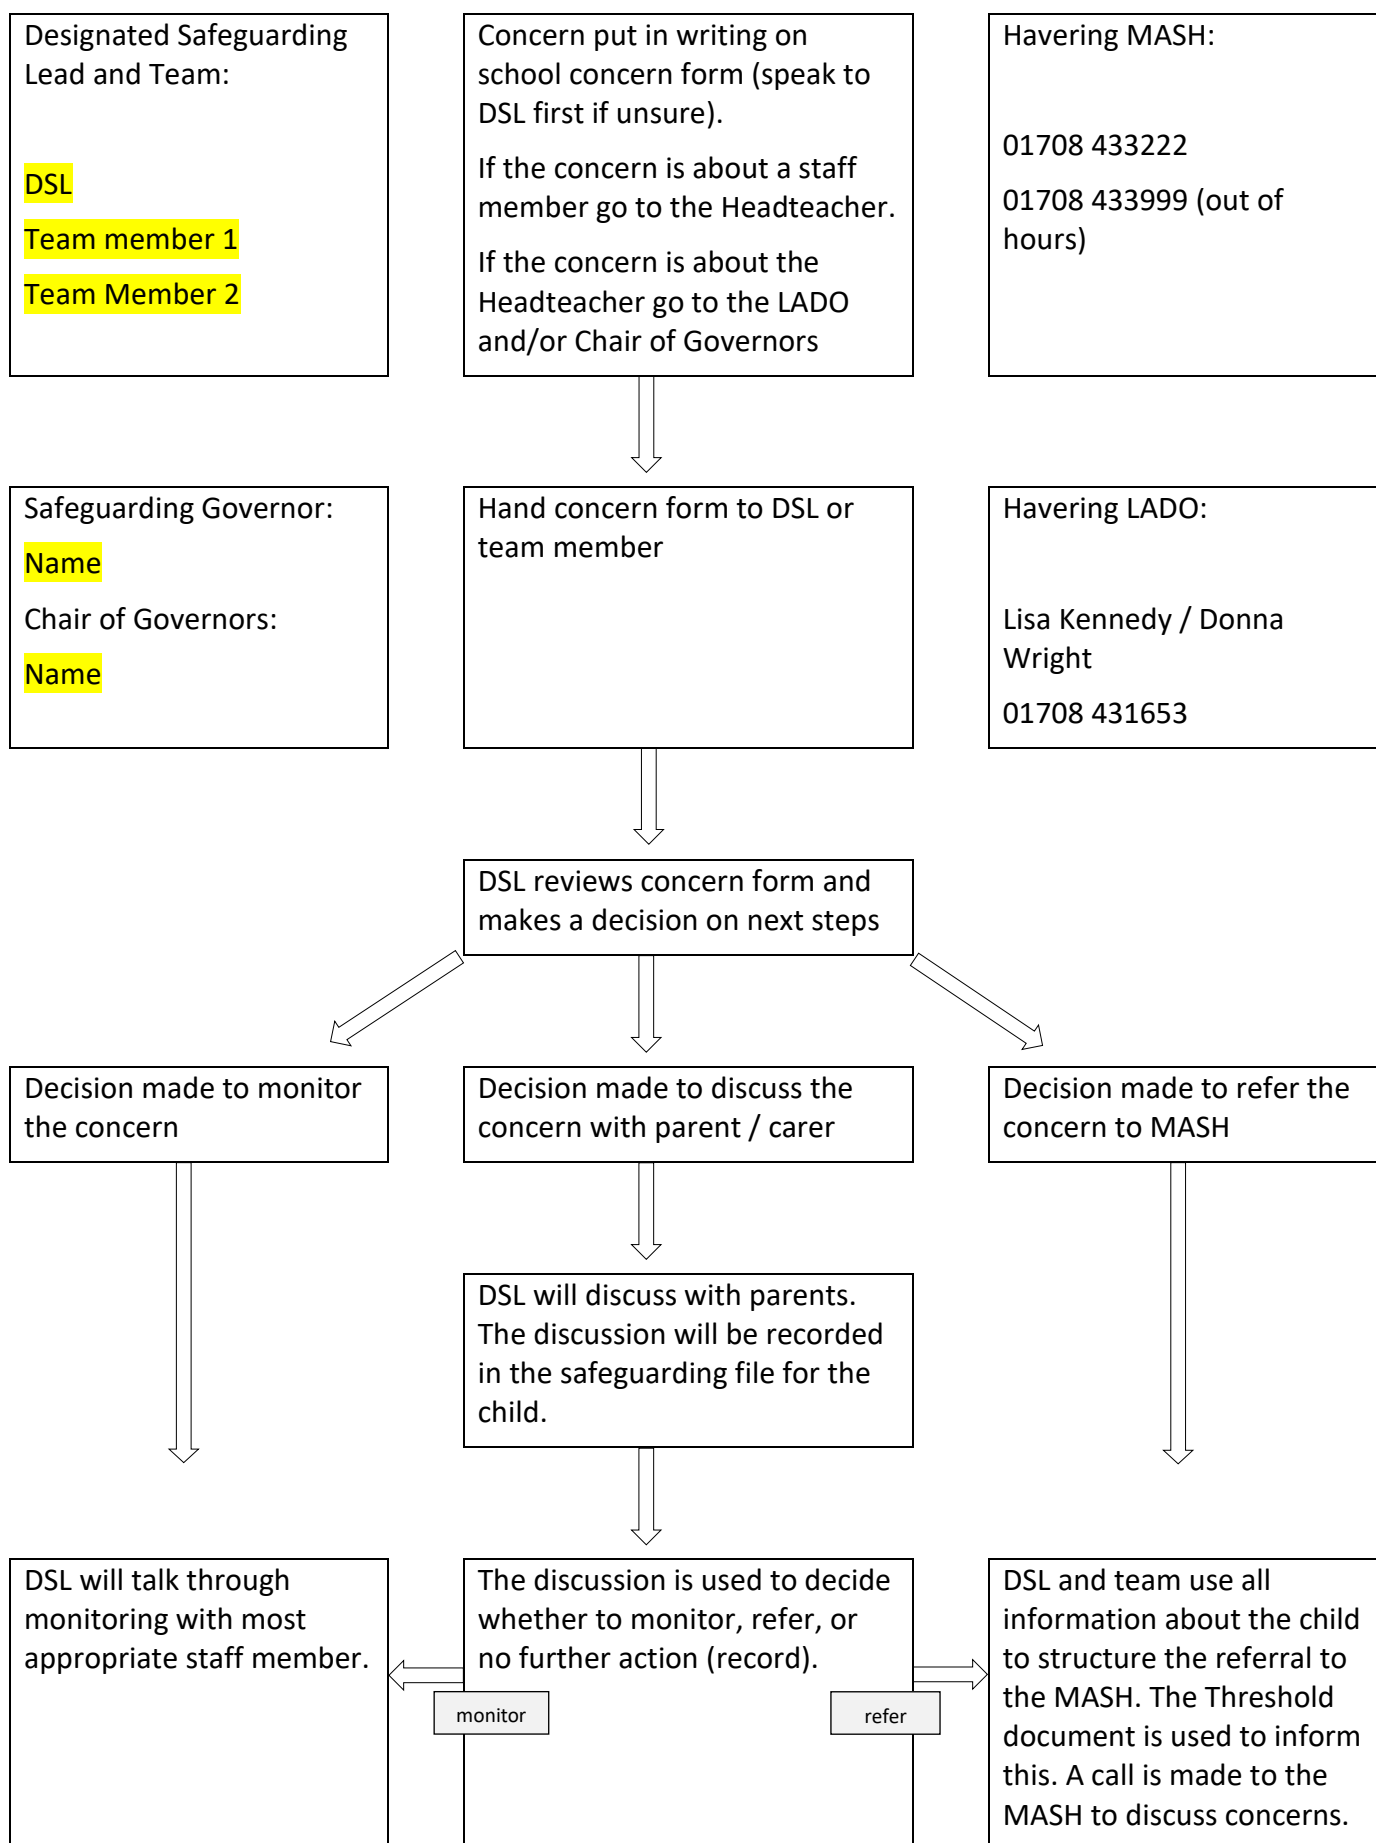 Designated Safeguarding
Lead and Team:
DSL
Team member 1
Team Member 2
Concern put in writing on
school concern form (speak to
DSL first if unsure).
If the concern is about a staff
member go to the Headteacher.
If the concern is about the
Headteacher go to the LADO
and/or Chair of Governors
Havering MASH:
01708 433222
01708 433999 (out of
hours)
Safeguarding Governor:
Name
Chair of Governors:
Name
Hand concern form to DSL or
team member
Havering LADO:
Lisa Kennedy / Donna
Wright
01708 431653
DSL reviews concern form and
makes a decision on next steps
Decision made to monitor
the concern
Decision made to discuss the
concern with parent / carer
Decision made to refer the
concern to MASH
DSL will discuss with parents.
The discussion will be recorded
in the safeguarding file for the
child.
DSL will talk through
monitoring with most
appropriate staff member.
The discussion is used to decide
whether to monitor, refer, or
no further action (record).
monitor
refer
DSL and team use all
information about the child
to structure the referral to
the MASH. The Threshold
document is used to inform
this. A call is made to the
MASH to discuss concerns.